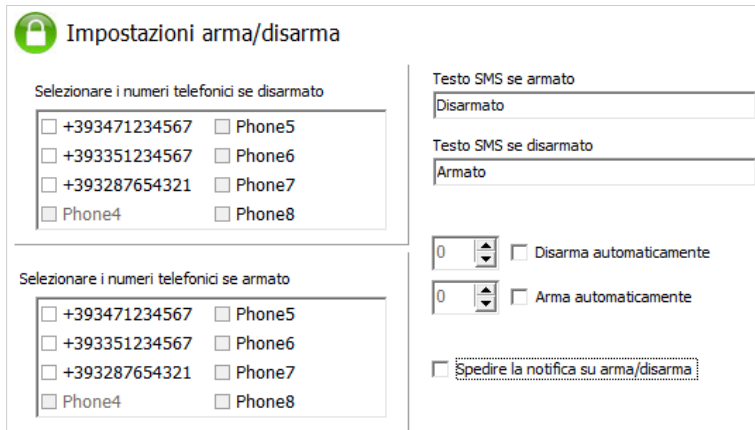 Impostazioni arma/disarma
Selezionare i numeri telefonici se disarmato
+393471234567 Phone5
+393351234567 Phone6
+393287654321 Phone7
Phone4 Phone8
Selezionare i numeri telefonici se armato
+393471234567 Phone5
+393351234567 Phone6
+393287654321 Phone7
Phone4 Phone8
Testo SMS se armato
Disarmato
Testo SMS se disarmato
Armato
0 Disarma automaticamente
0 Arma automaticamente
Spedire la notifica su arma/disarma